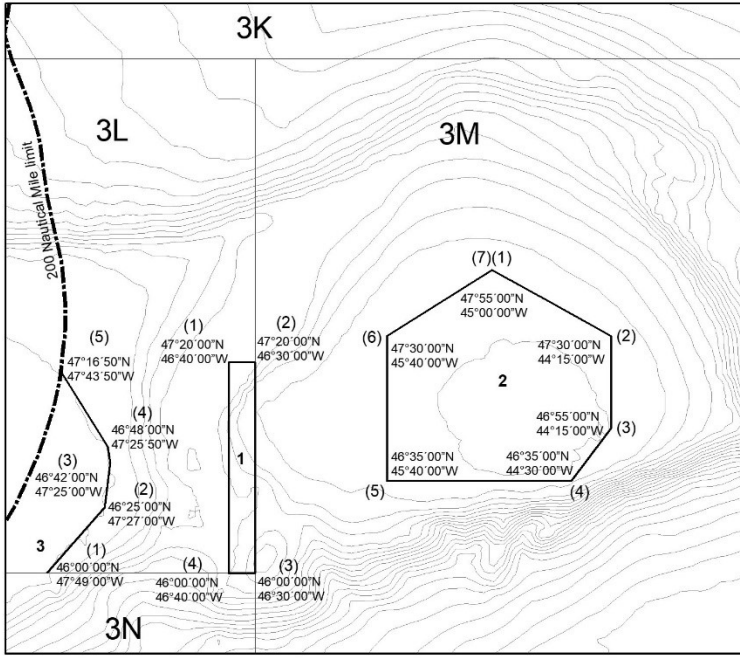 3K
3L
3M
200 Nautical Mile limit
(7)(1)
47°55´00"N
45°00´00"W
(1)
47°20´00"N
46°40´00"W
(2)
47°20´00"N
46°30´00"W
(6)
47°30´00"N
45°40´00"W
47°30´00"N
44°15´00"W
(2)
(5)
47°16´50"N
47°43´50"W
2
(4)
46°48´00"N
47°25´50"W
46°55´00"N
44°15´00"W
(3)
(3)
46°42´00"N
47°25´00"W
1
46°35´00"N
45°40´00"W
46°35´00"N
44°30´00"W
(5)
(4)
(2)
46°25´00"N
47°27´00"W
3
(1)
46°00´00"N
47°49´00"W
(4)
46°00´00"N
46°40´00"W
(3)
46°00´00"N
46°30´00"W
3N